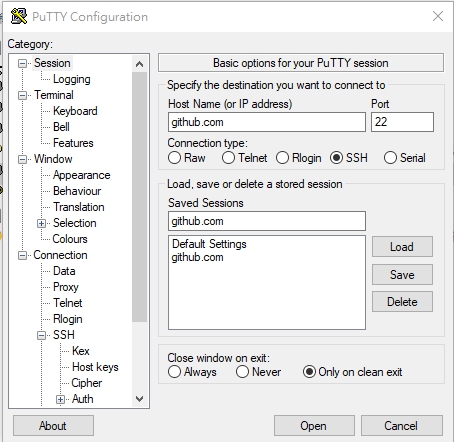 PuTTY Configuration
Category:
Session
Logging
Terminal
Keyboard
Bell
Features
Window
Appearance
Behaviour
Translation
Selection
Colours
Connection
Data
Proxy
Telnet
Rlogin
SSH
Kex
Host keys
Cipher
Auth
Basic options for your PuTTY session
Specify the destination you want to connect to
Host Name (or IP address) Port
github.com 22
Connection type:
Raw Telnet Rlogin SSH Serial
Load, save or delete a stored session
Saved Sessions
github.com
Default Settings
github.com
Load
Save
Delete
Close window on exit:
Always Never Only on clean exit
About Open Cancel